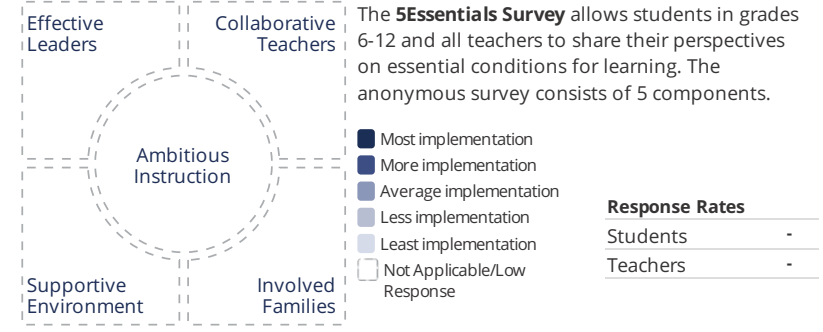 Effective
Leaders
Collaborative
Teachers
Ambitious
Instruction
Supportive
Environment
Involved
Families
The 5Essentials Survey allows students in grades
6-12 and all teachers to share their perspectives
on essential conditions for learning. The
anonymous survey consists of 5 components.
Most implementation
More implementation
Average implementation
Less implementation
Least implementation
Not Applicable/Low
Response
Response Rates
Students -
Teachers -